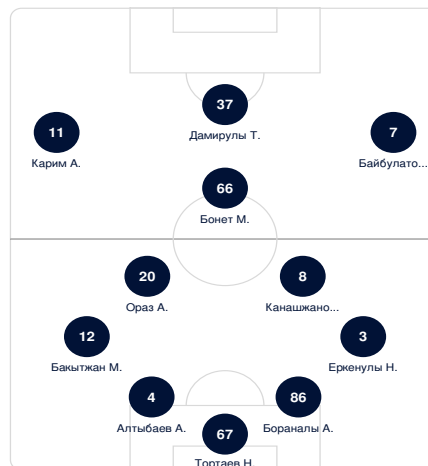 37
Дамирулы Т.
11
Карим А.
7
Байбулато...
66
Бонет М.
20
Ораз А.
8
Канашжано...
12
Бакытжан М.
3
Еркенулы Н.
4
Алтыбаев А.
86
Бораналы А.
67
Тортаев Н.